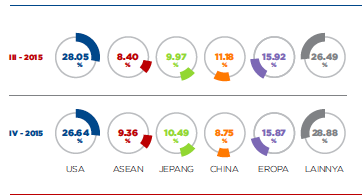 III - 2015 28.05 % 8.40 % 9.97 % 11.18 % 15.92 % 26.49 %
IV - 2015 26.64 % 9.36 % 10.49 % 8.75 % 15.87 % 28.88 %
USA ASEAN JEPANG CHINA EROPA LAINNYA